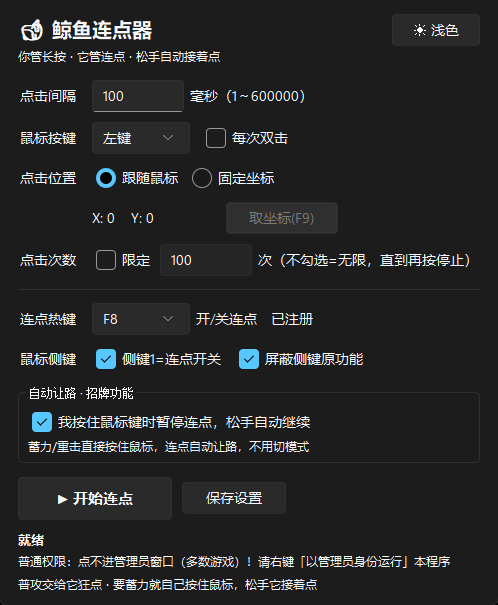 鲸鱼连点器
浅色
你管长按 · 它管连点 · 松手自动接着点
点击间隔 100 毫秒（1～600000）
鼠标按键 左键 每次双击
点击位置 跟随鼠标 固定坐标
X: 0 Y: 0 取坐标(F9)
点击次数 限定 100 次（不勾选=无限，直到再按停止）
连点热键 F8 开/关连点 已注册
鼠标侧键 侧键1=连点开关 屏蔽侧键原功能
自动让路 · 招牌功能
我按住鼠标键时暂停连点，松手自动继续
蓄力/重击直接按住鼠标，连点自动让路，不用切模式
开始连点 保存设置
就绪
普通权限：点不进管理员窗口（多数游戏）！请右键「以管理员身份运行」本程序
普攻交给它狂点 · 要蓄力就自己按住鼠标，松手它接着点